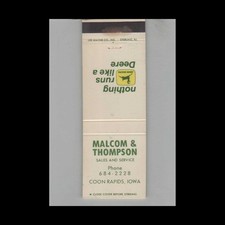 nothing
runs
like a
Deere
MALCOM &
THOMPSON
SALES AND SERVICE
Phone
684-2228
COON RAPIDS, IOWA